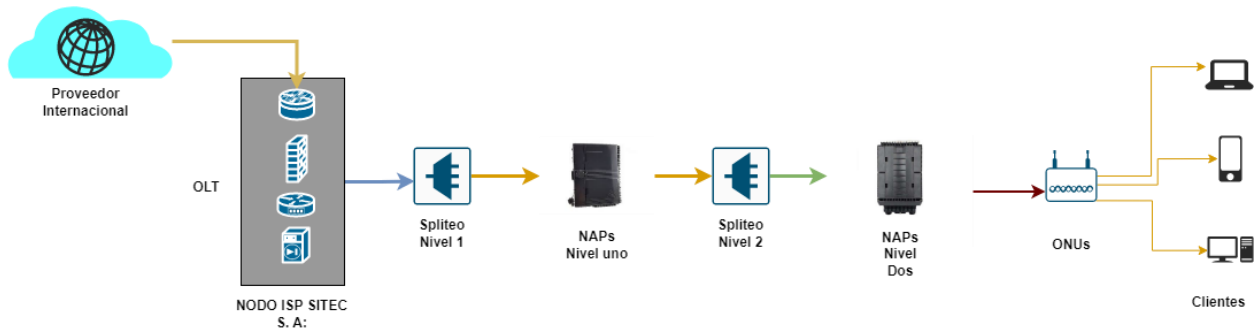 Proveedor
Internacional
OLT
NODO ISP SITEC
S. A:
Spliteo
Nivel 1
NAPs
Nivel uno
Spliteo
Nivel 2
NAPs
Nivel
Dos
ONUs
Clientes